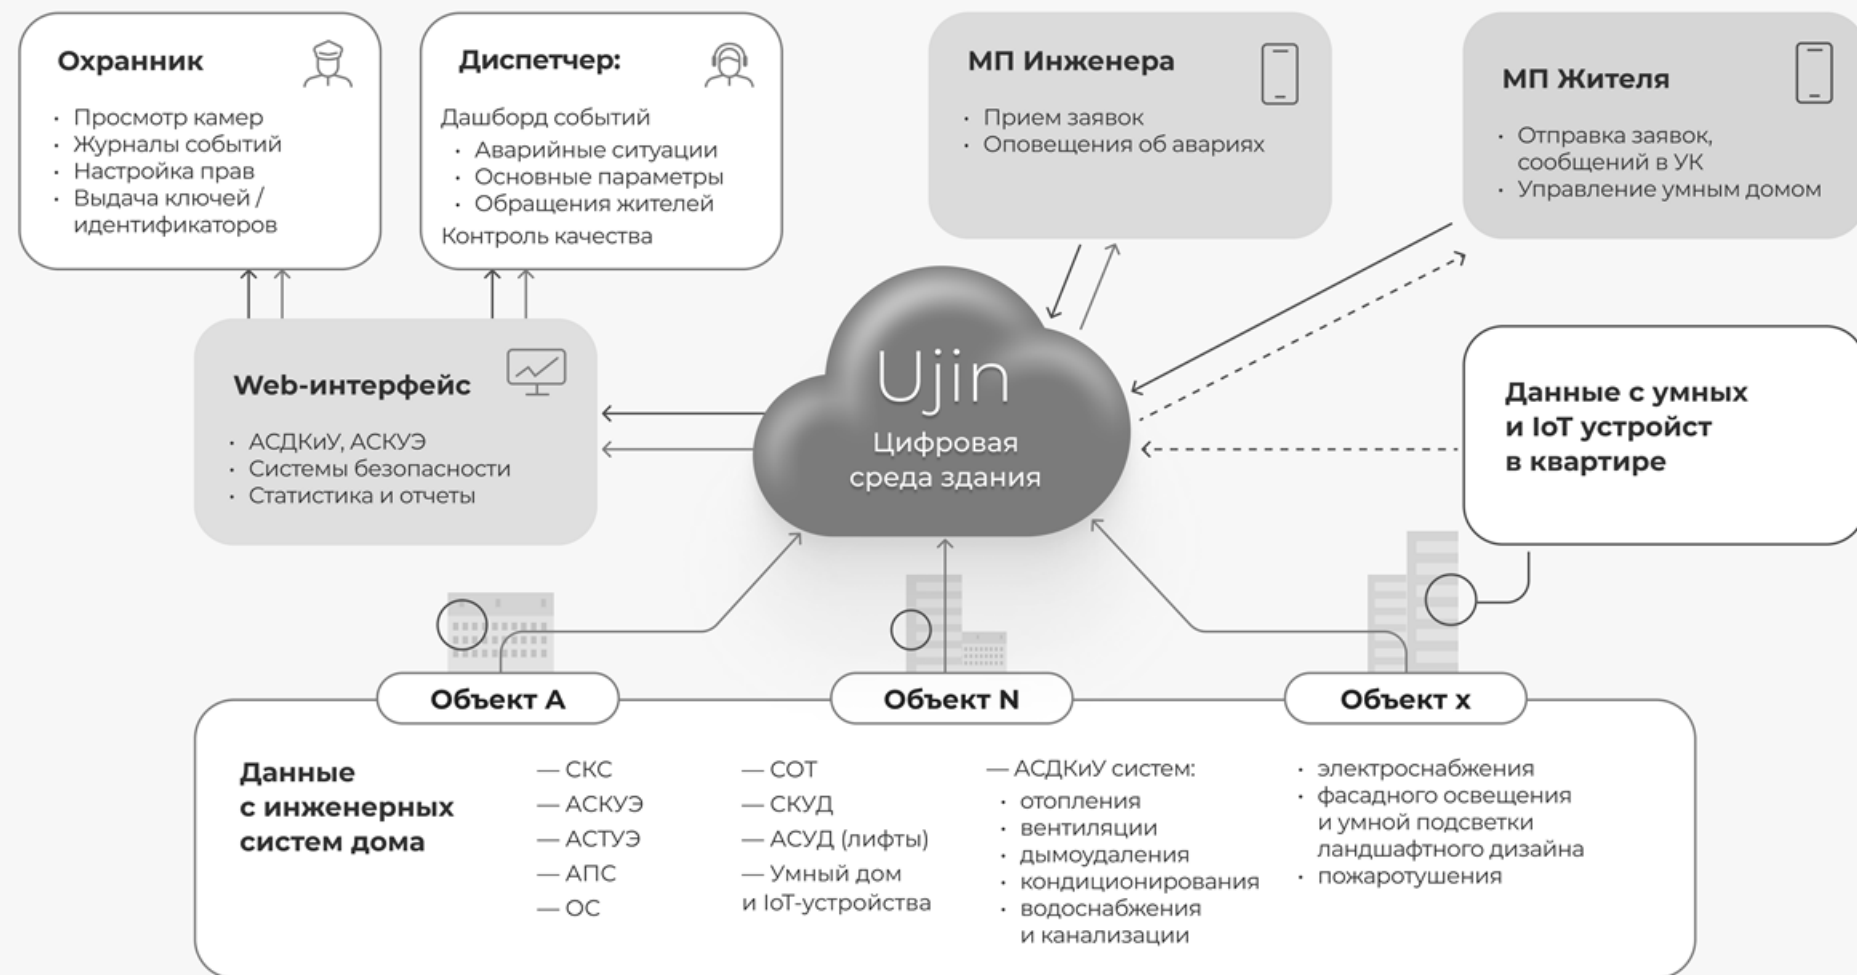 Охранник
· Просмотр камер
· Журналы событий
· Настройка прав
· Выдача ключей /
идентификаторов
Диспетчер:
Дашборд событий
· Аварийные ситуации
· Основные параметры
· Обращения жителей
Контроль качества
МП Инженера
· Прием заявок
· Оповещения об авариях
МП Жителя
· Отправка заявок,
сообщений в УК
· Управление умным домом
Web-интерфейс
· АСДКиУ, АСКУЭ
· Системы безопасности
· Статистика и отчеты
Ujin
Цифровая
среда здания
Данные с умных
и IoT устройст
в квартире
Объект A
Объект N
Объект x
Данные
с инженерных
систем дома
— СКС
— АСКУЭ
— АСТУЭ
— АПС
— ОС
— СОТ
— СКУД
— АСУД (лифты)
— Умный дом
и IoT-устройства
— АСДКиУ систем:
· отопления
· вентиляции
· дымоудаления
· кондиционирования
· водоснабжения
и канализации
· электроснабжения
· фасадного освещения
и умной подсветки
ландшафтного дизайна
· пожаротушения